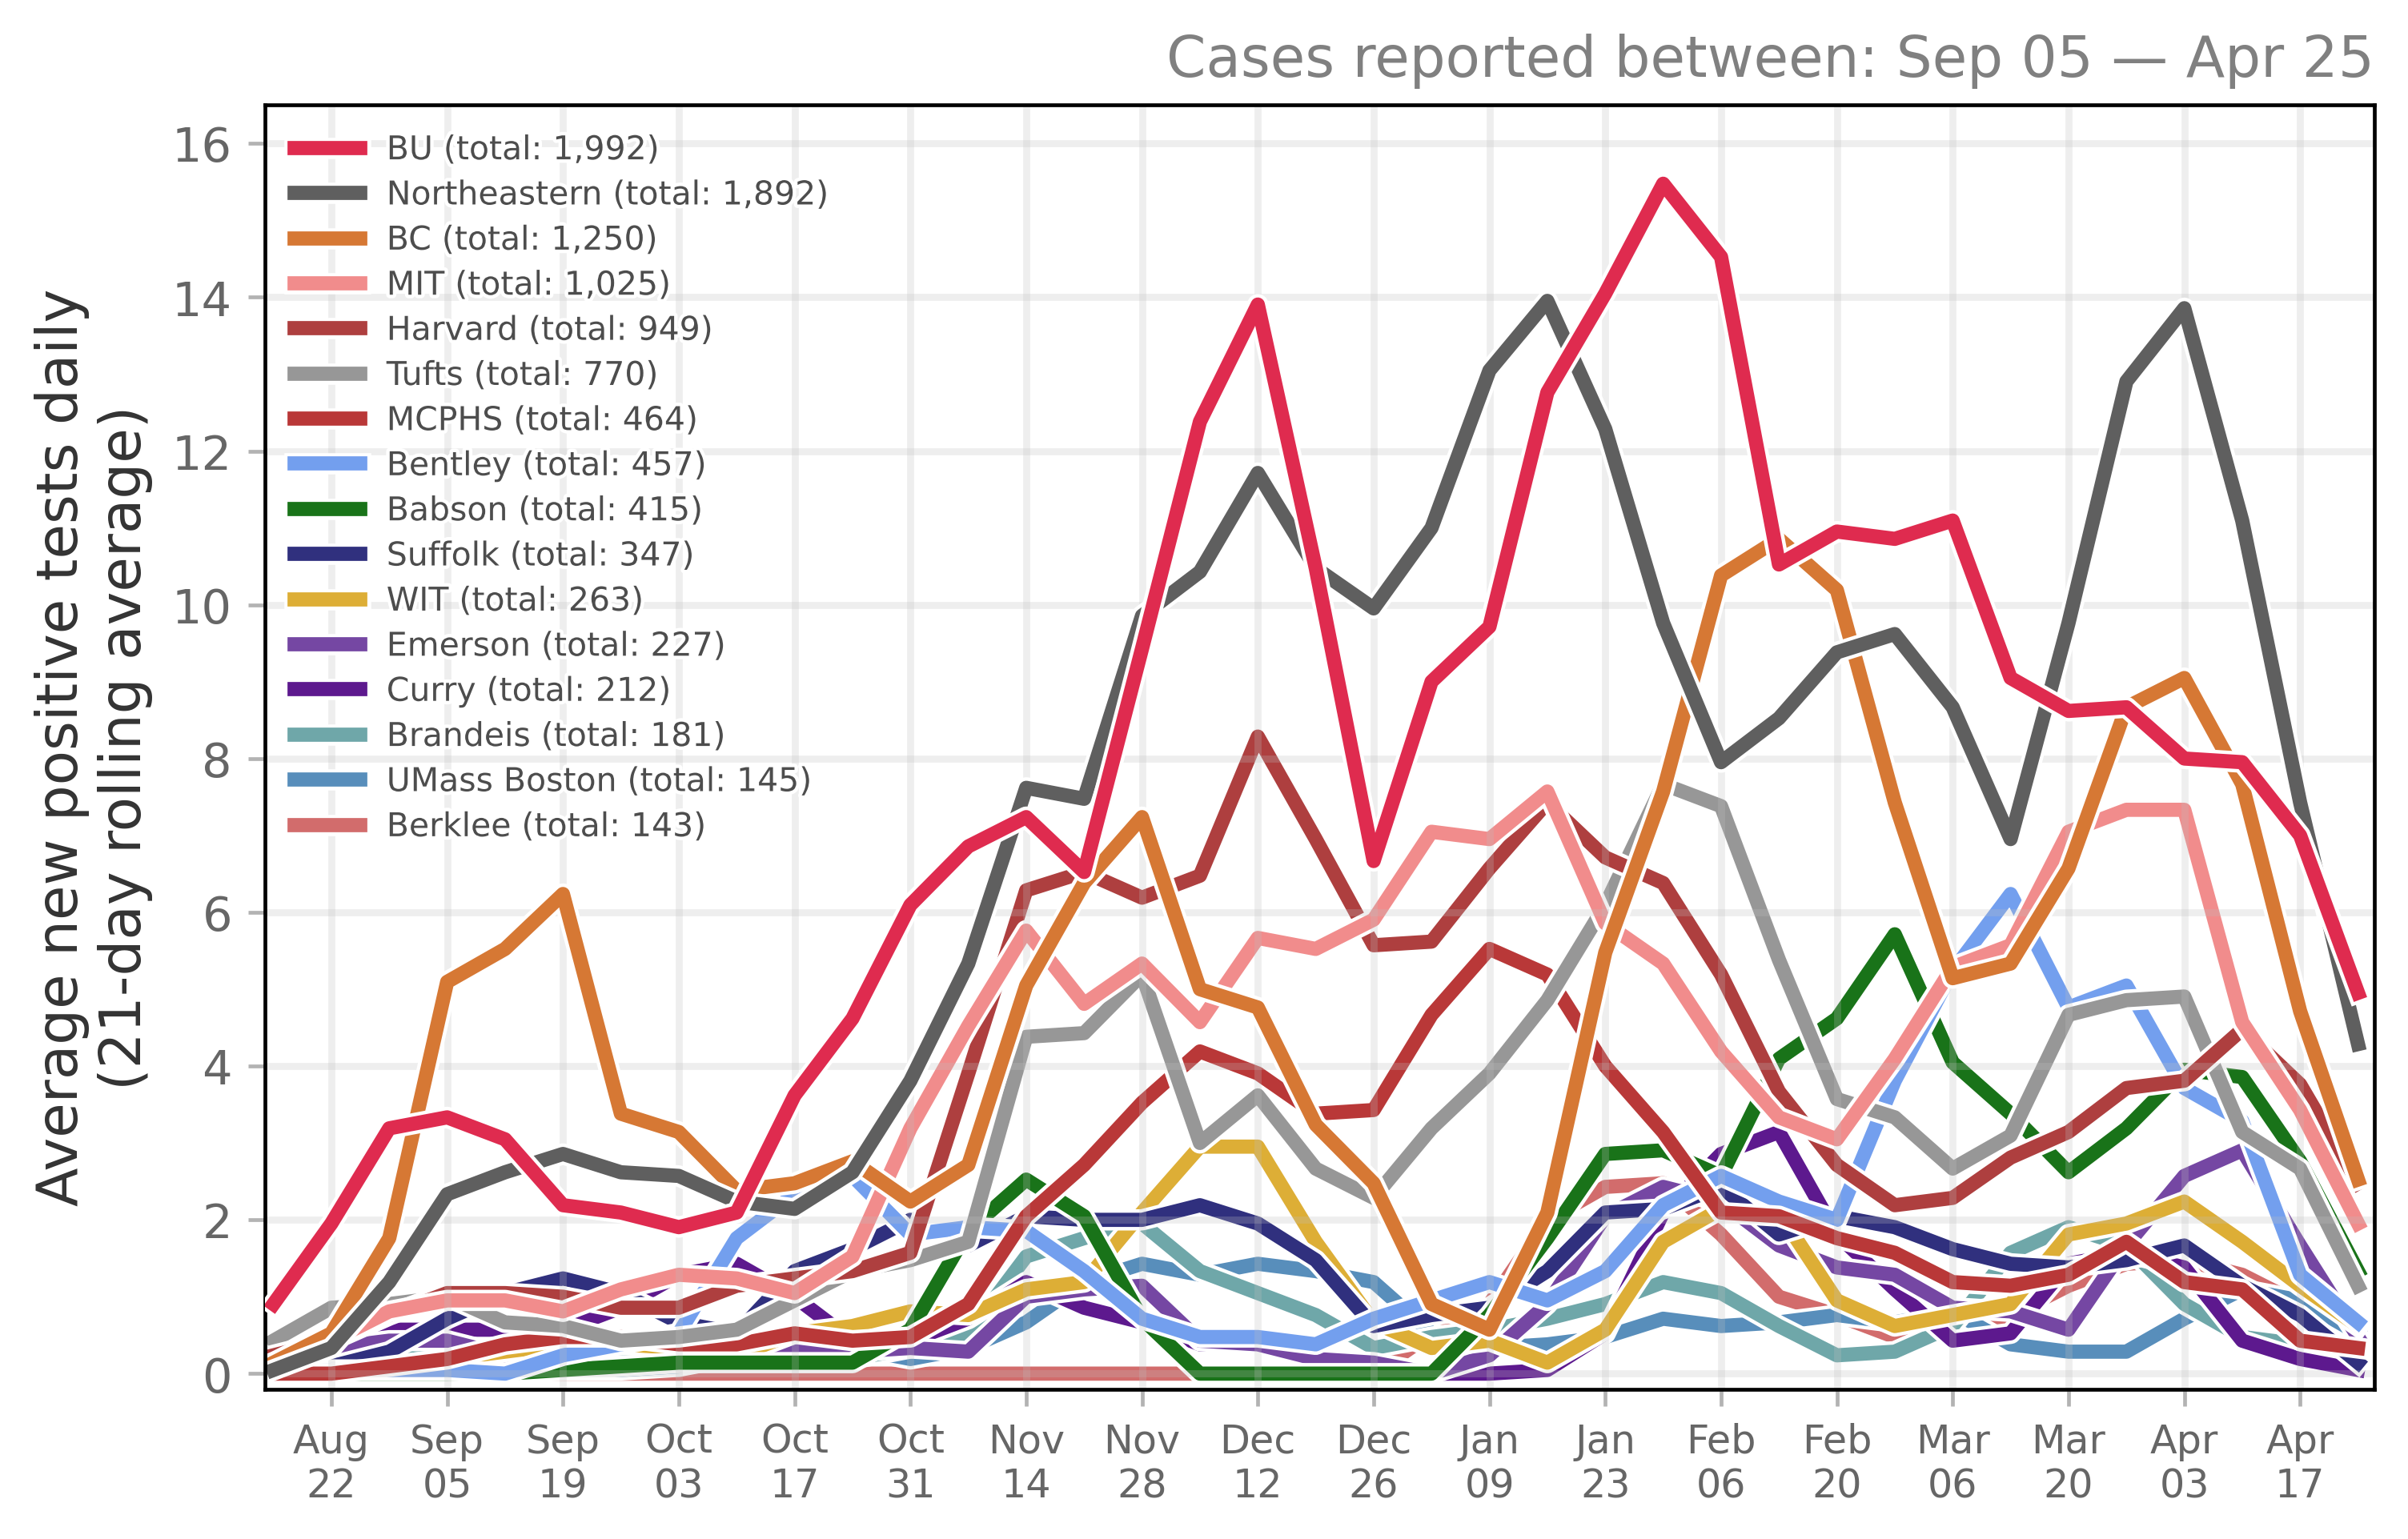 Cases reported between: Sep 05 — Apr 25
Average new positive tests daily
(21-day rolling average)
16
14
12
10
8
6
4
2
0
BU (total: 1,992)
Northeastern (total: 1,892)
BC (total: 1,250)
MIT (total: 1,025)
Harvard (total: 949)
Tufts (total: 770)
MCPHS (total: 464)
Bentley (total: 457)
Babson (total: 415)
Suffolk (total: 347)
WIT (total: 263)
Emerson (total: 227)
Curry (total: 212)
Brandeis (total: 181)
UMass Boston (total: 145)
Berklee (total: 143)
Aug Sep Sep Oct Oct Oct Nov Nov Dec Dec Jan Jan Feb Feb Mar Mar Apr Apr
22 05 19 03 17 31 14 28 12 26 09 23 06 20 06 20 03 17